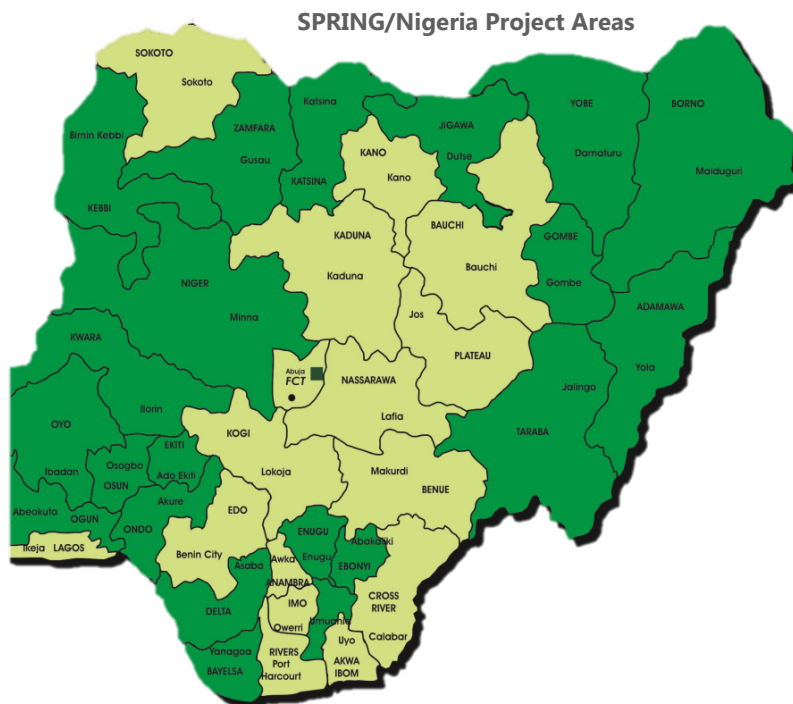 SPRING/Nigeria Project Areas
SOKOTO
Sokoto
Katsina
YOBE
BORNO
Birnin Kebbi
ZAMFARA
JIGAWA
Gusau
KANO
Dutse
Damaturu
Kano
Maiduguri
KATSINA
KEBBI
KADUNA
BAUCHI
GOMBE
Kaduna
Bauchi
NIGER
Gombe
ADAMAWA
Minna
Jos
KWARA
PLATEAU
Yola
Abuja
FCT
NASSARAWA
Jalingo
Ilorin
Lafia
OYO
KOGI
TARABA
EKITI
Osogbo
Ibadan
Ado Ekiti
Lokoja
Makurdi
OSUN
BENUE
Akure
Abeokuta
EDO
OGUN
ONDO
ENUGU
Abakaliki
Ikeja LAGOS
Benin City
Enugu
Asaba
Awka
EBONYI
ANAMBRA
DELTA
IMO
CROSS
RIVER
Umuahie
Owerri
Uyo
Calabar
Yanagoa
RIVERS
BAYELSA
Port
Harcourt
AKWA
IBOM